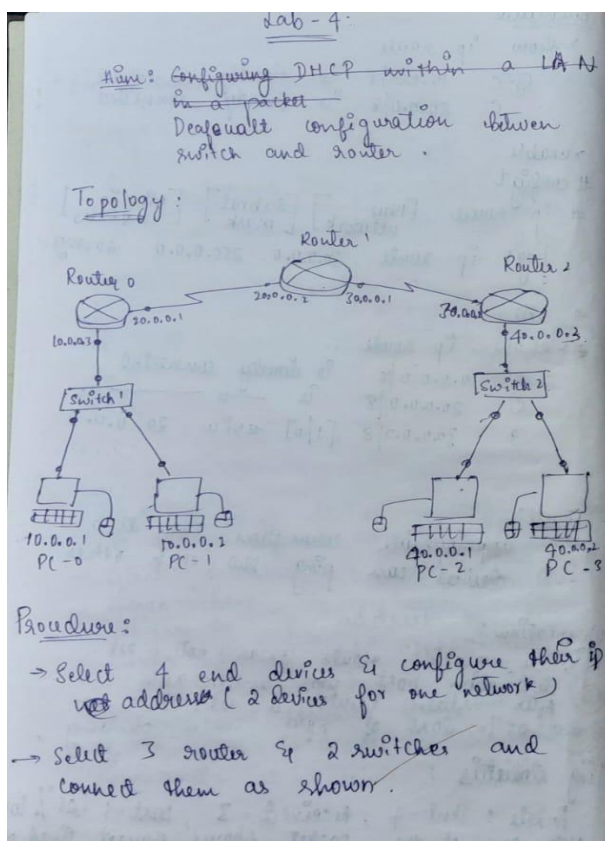 Lab - 4.
Aim: Configuring DHCP within a LAN
in a packet
Deafoualt configuration between
switch and router.
Topology:
Router 1
Router 0
Router 2
20.0.0.1
20.0.0.2
30.0.0.1
10.0.0.3
40.0.0.3
Switch 1
Switch 2
10.0.0.1
10.0.0.2
40.0.0.1
40.0.0.2
PC-0
PC-1
PC-2
PC-3
Procedure:
→ Select 4 end devices & configure their ip
address (2 devices for one network)
→ Select 3 router & 2 switches and
connect them as shown.